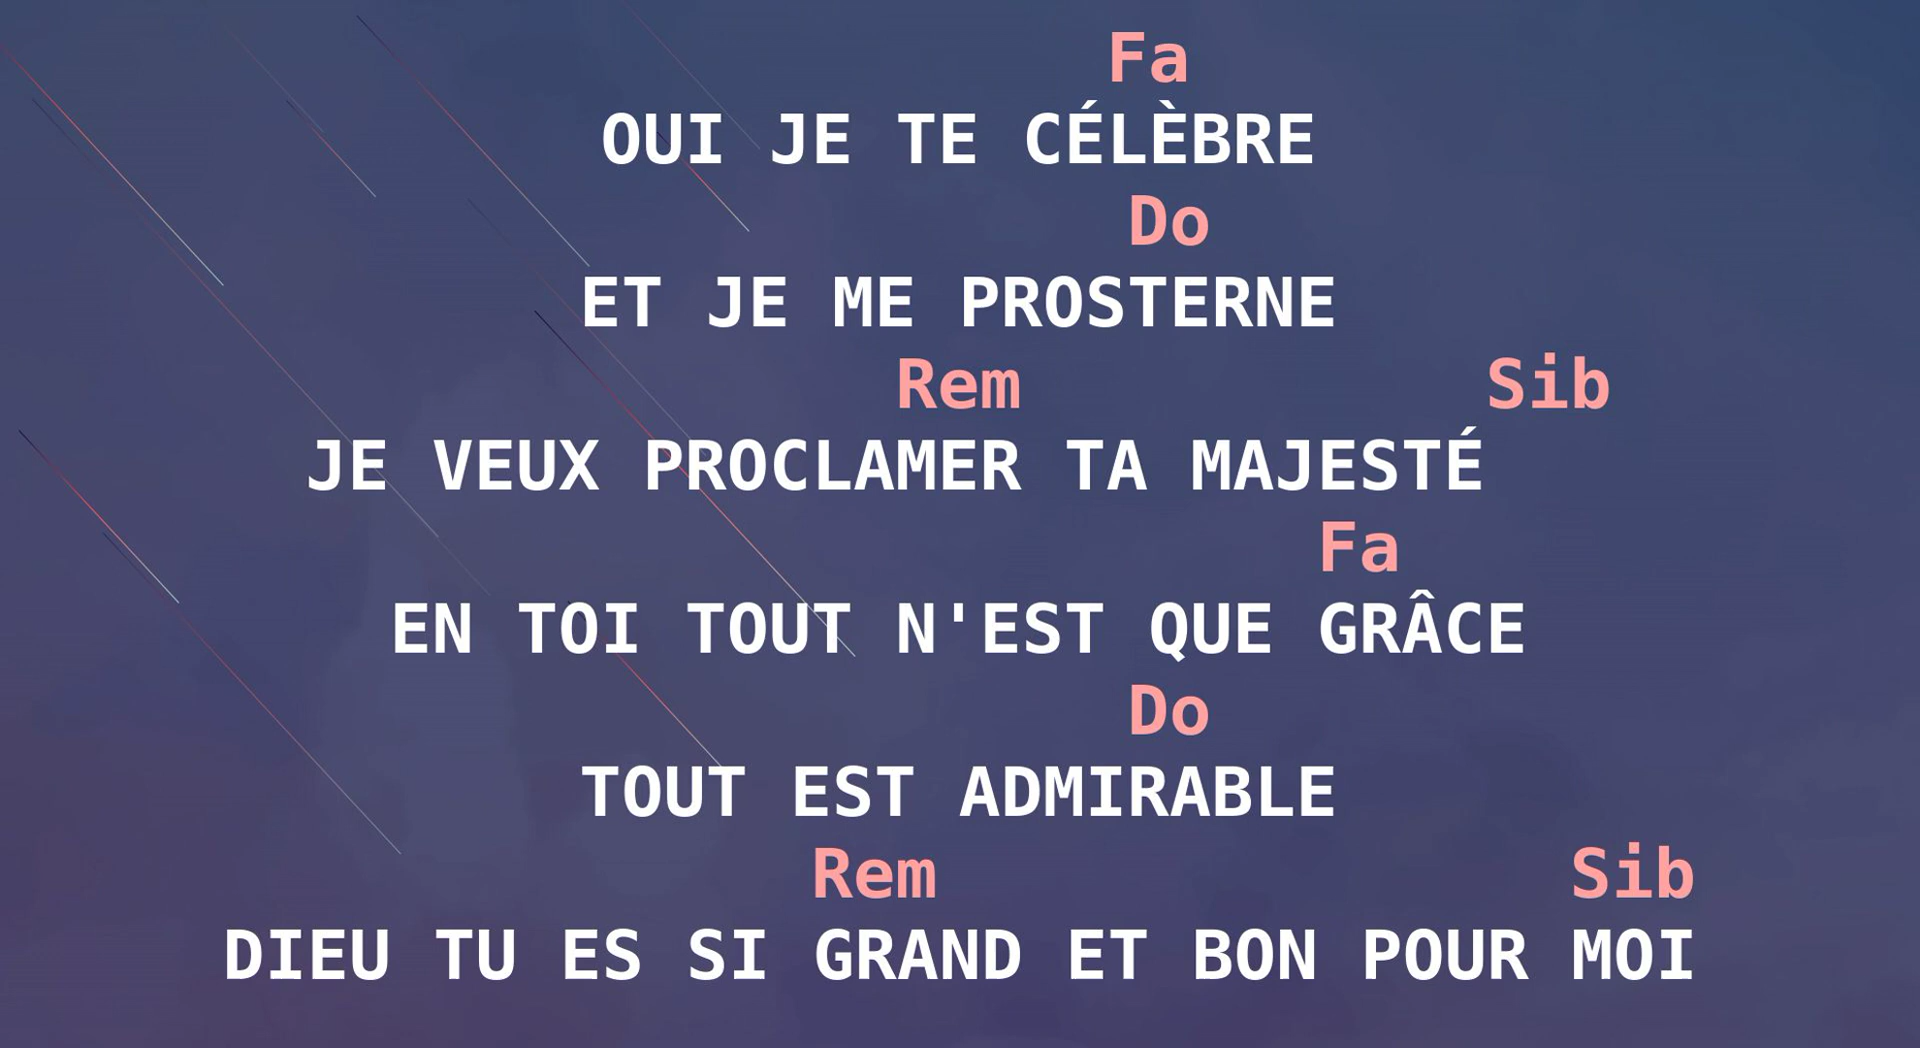 Fa
OUI JE TE CÉLÈBRE
Do
ET JE ME PROSTERNE
Rem Sib
JE VEUX PROCLAMER TA MAJESTÉ
Fa
EN TOI TOUT N'EST QUE GRÂCE
Do
TOUT EST ADMIRABLE
Rem Sib
DIEU TU ES SI GRAND ET BON POUR MOI